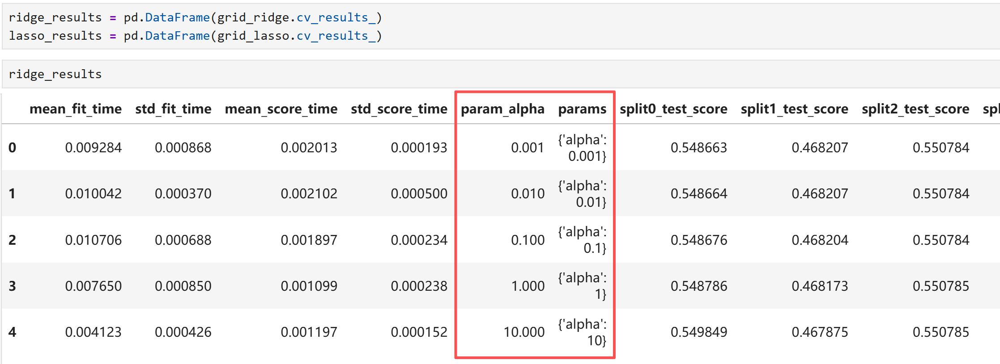 ridge_results = pd.DataFrame(grid_ridge.cv_results_)
lasso_results = pd.DataFrame(grid_lasso.cv_results_)
ridge_results
mean_fit_time std_fit_time mean_score_time std_score_time param_alpha params split0_test_score split1_test_score split2_test_score spl
0 0.009284 0.000868 0.002013 0.000193 0.001 {'alpha': 0.001} 0.548663 0.468207 0.550784
1 0.010042 0.000370 0.002102 0.000500 0.010 {'alpha': 0.01} 0.548664 0.468207 0.550784
2 0.010706 0.000688 0.001897 0.000234 0.100 {'alpha': 0.1} 0.548676 0.468204 0.550784
3 0.007650 0.000850 0.001099 0.000238 1.000 {'alpha': 1} 0.548786 0.468173 0.550785
4 0.004123 0.000426 0.001197 0.000152 10.000 {'alpha': 10} 0.549849 0.467875 0.550785